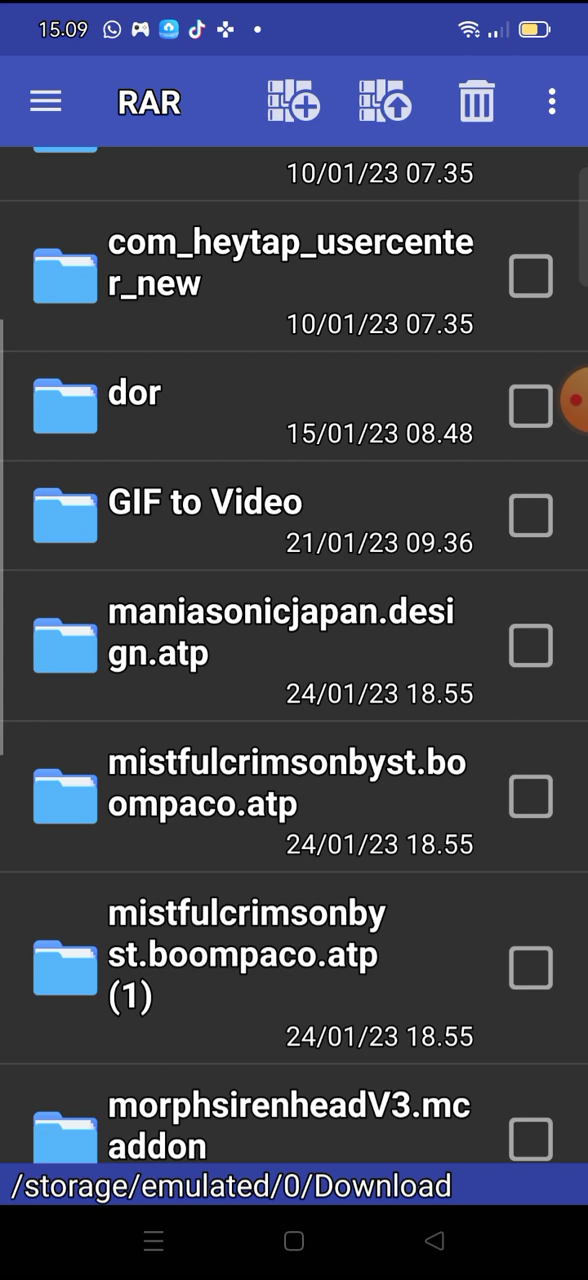 15.09
RAR
10/01/23 07.35
com_heytap_usercente
r_new
10/01/23 07.35
dor
15/01/23 08.48
GIF to Video
21/01/23 09.36
maniasonicjapan.desi
gn.atp
24/01/23 18.55
mistfulcrimsonbyst.bo
ompaco.atp
24/01/23 18.55
mistfulcrimsonby
st.boompaco.atp
(1)
24/01/23 18.55
morphsirenheadV3.mc
addon
/storage/emulated/0/Download